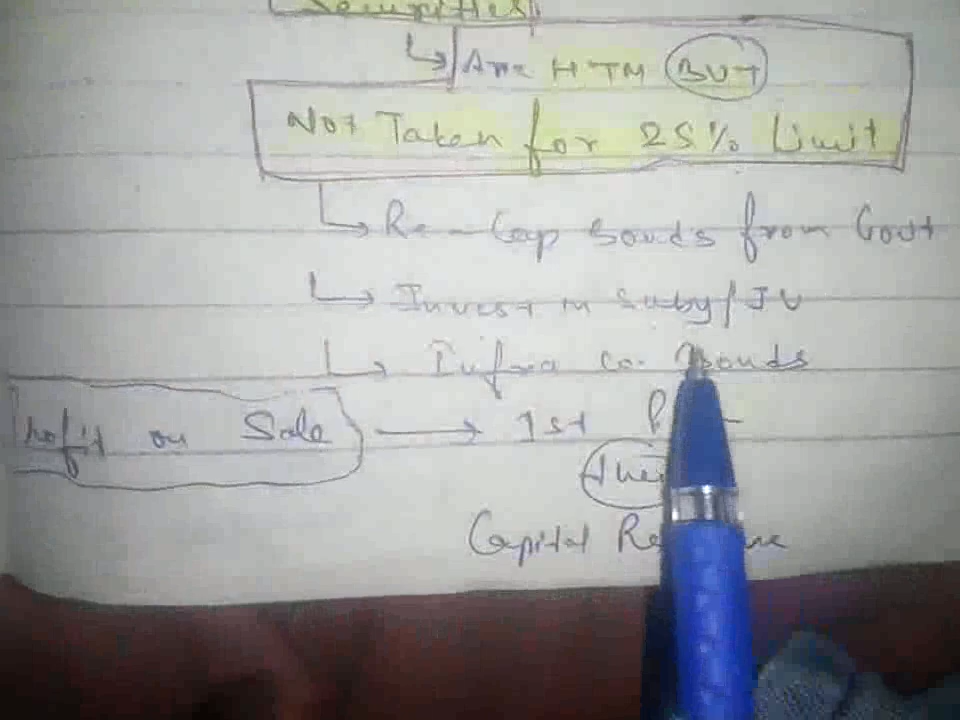 Securities
Are HTM BUT
Not Taken for 25% Limit
Re-Cap Bonds from Govt
Invest in Suby/JV
Infra co. Bonds
Profit on Sale → 1st
Capital